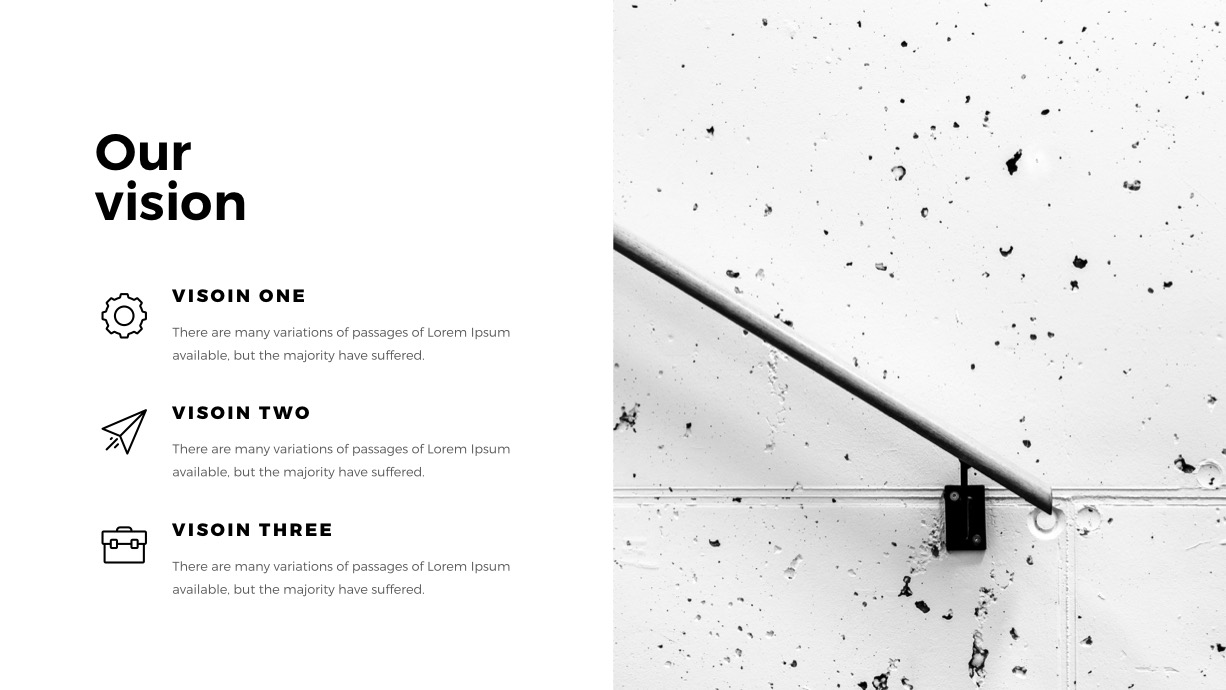 Our
vision
VISOIN ONE
There are many variations of passages of Lorem Ipsum
available, but the majority have suffered.
VISOIN TWO
There are many variations of passages of Lorem Ipsum
available, but the majority have suffered.
VISOIN THREE
There are many variations of passages of Lorem Ipsum
available, but the majority have suffered.